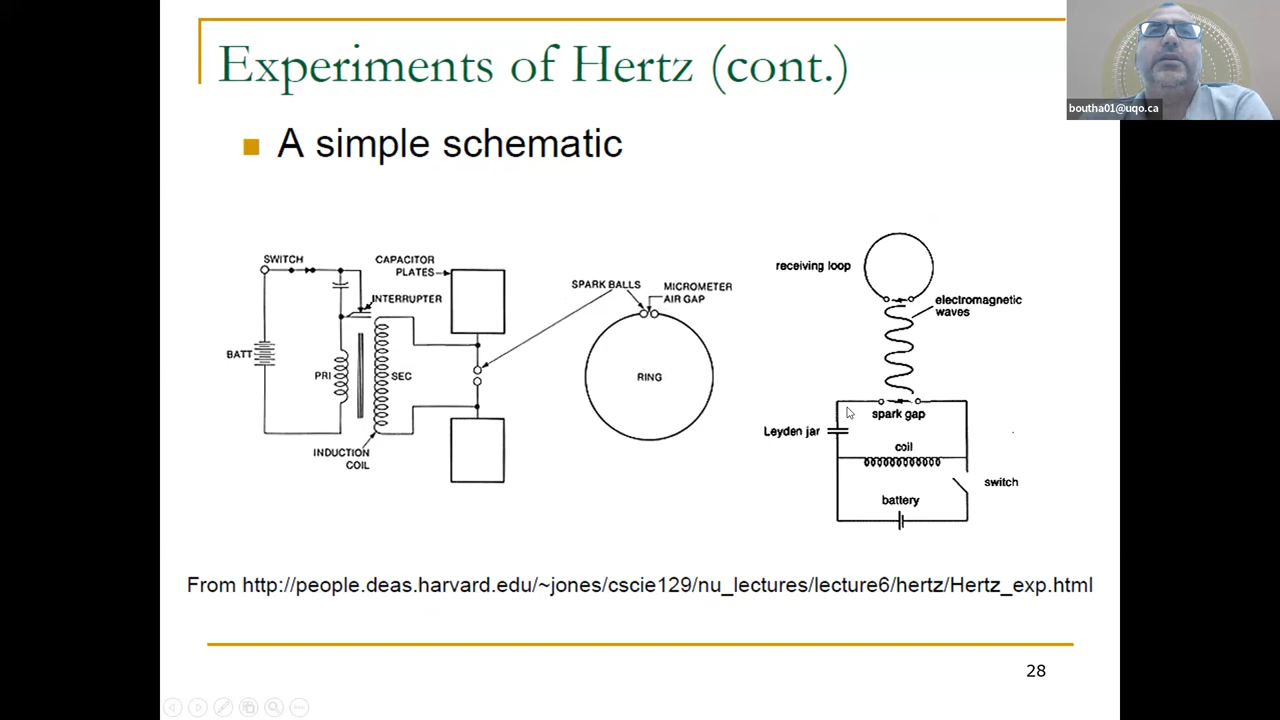 Experiments of Hertz (cont.)
boutha01@uqo.ca
A simple schematic
SWITCH
CAPACITOR
PLATES
INTERRUPTER
BATT
PRI
SEC
INDUCTION
COIL
SPARK BALLS
MICROMETER
AIR GAP
RING
receiving loop
electromagnetic
waves
spark gap
Leyden jar
coil
switch
battery
From http://people.deas.harvard.edu/~jones/cscie129/nu_lectures/lecture6/hertz/Hertz_exp.html
28